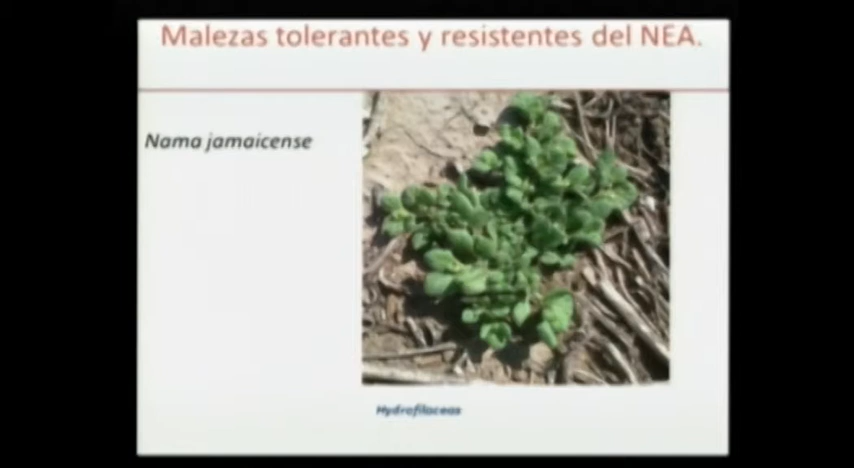 Malezas tolerantes y resistentes del NEA.
Nama jamaicense
Hydrofilaceas